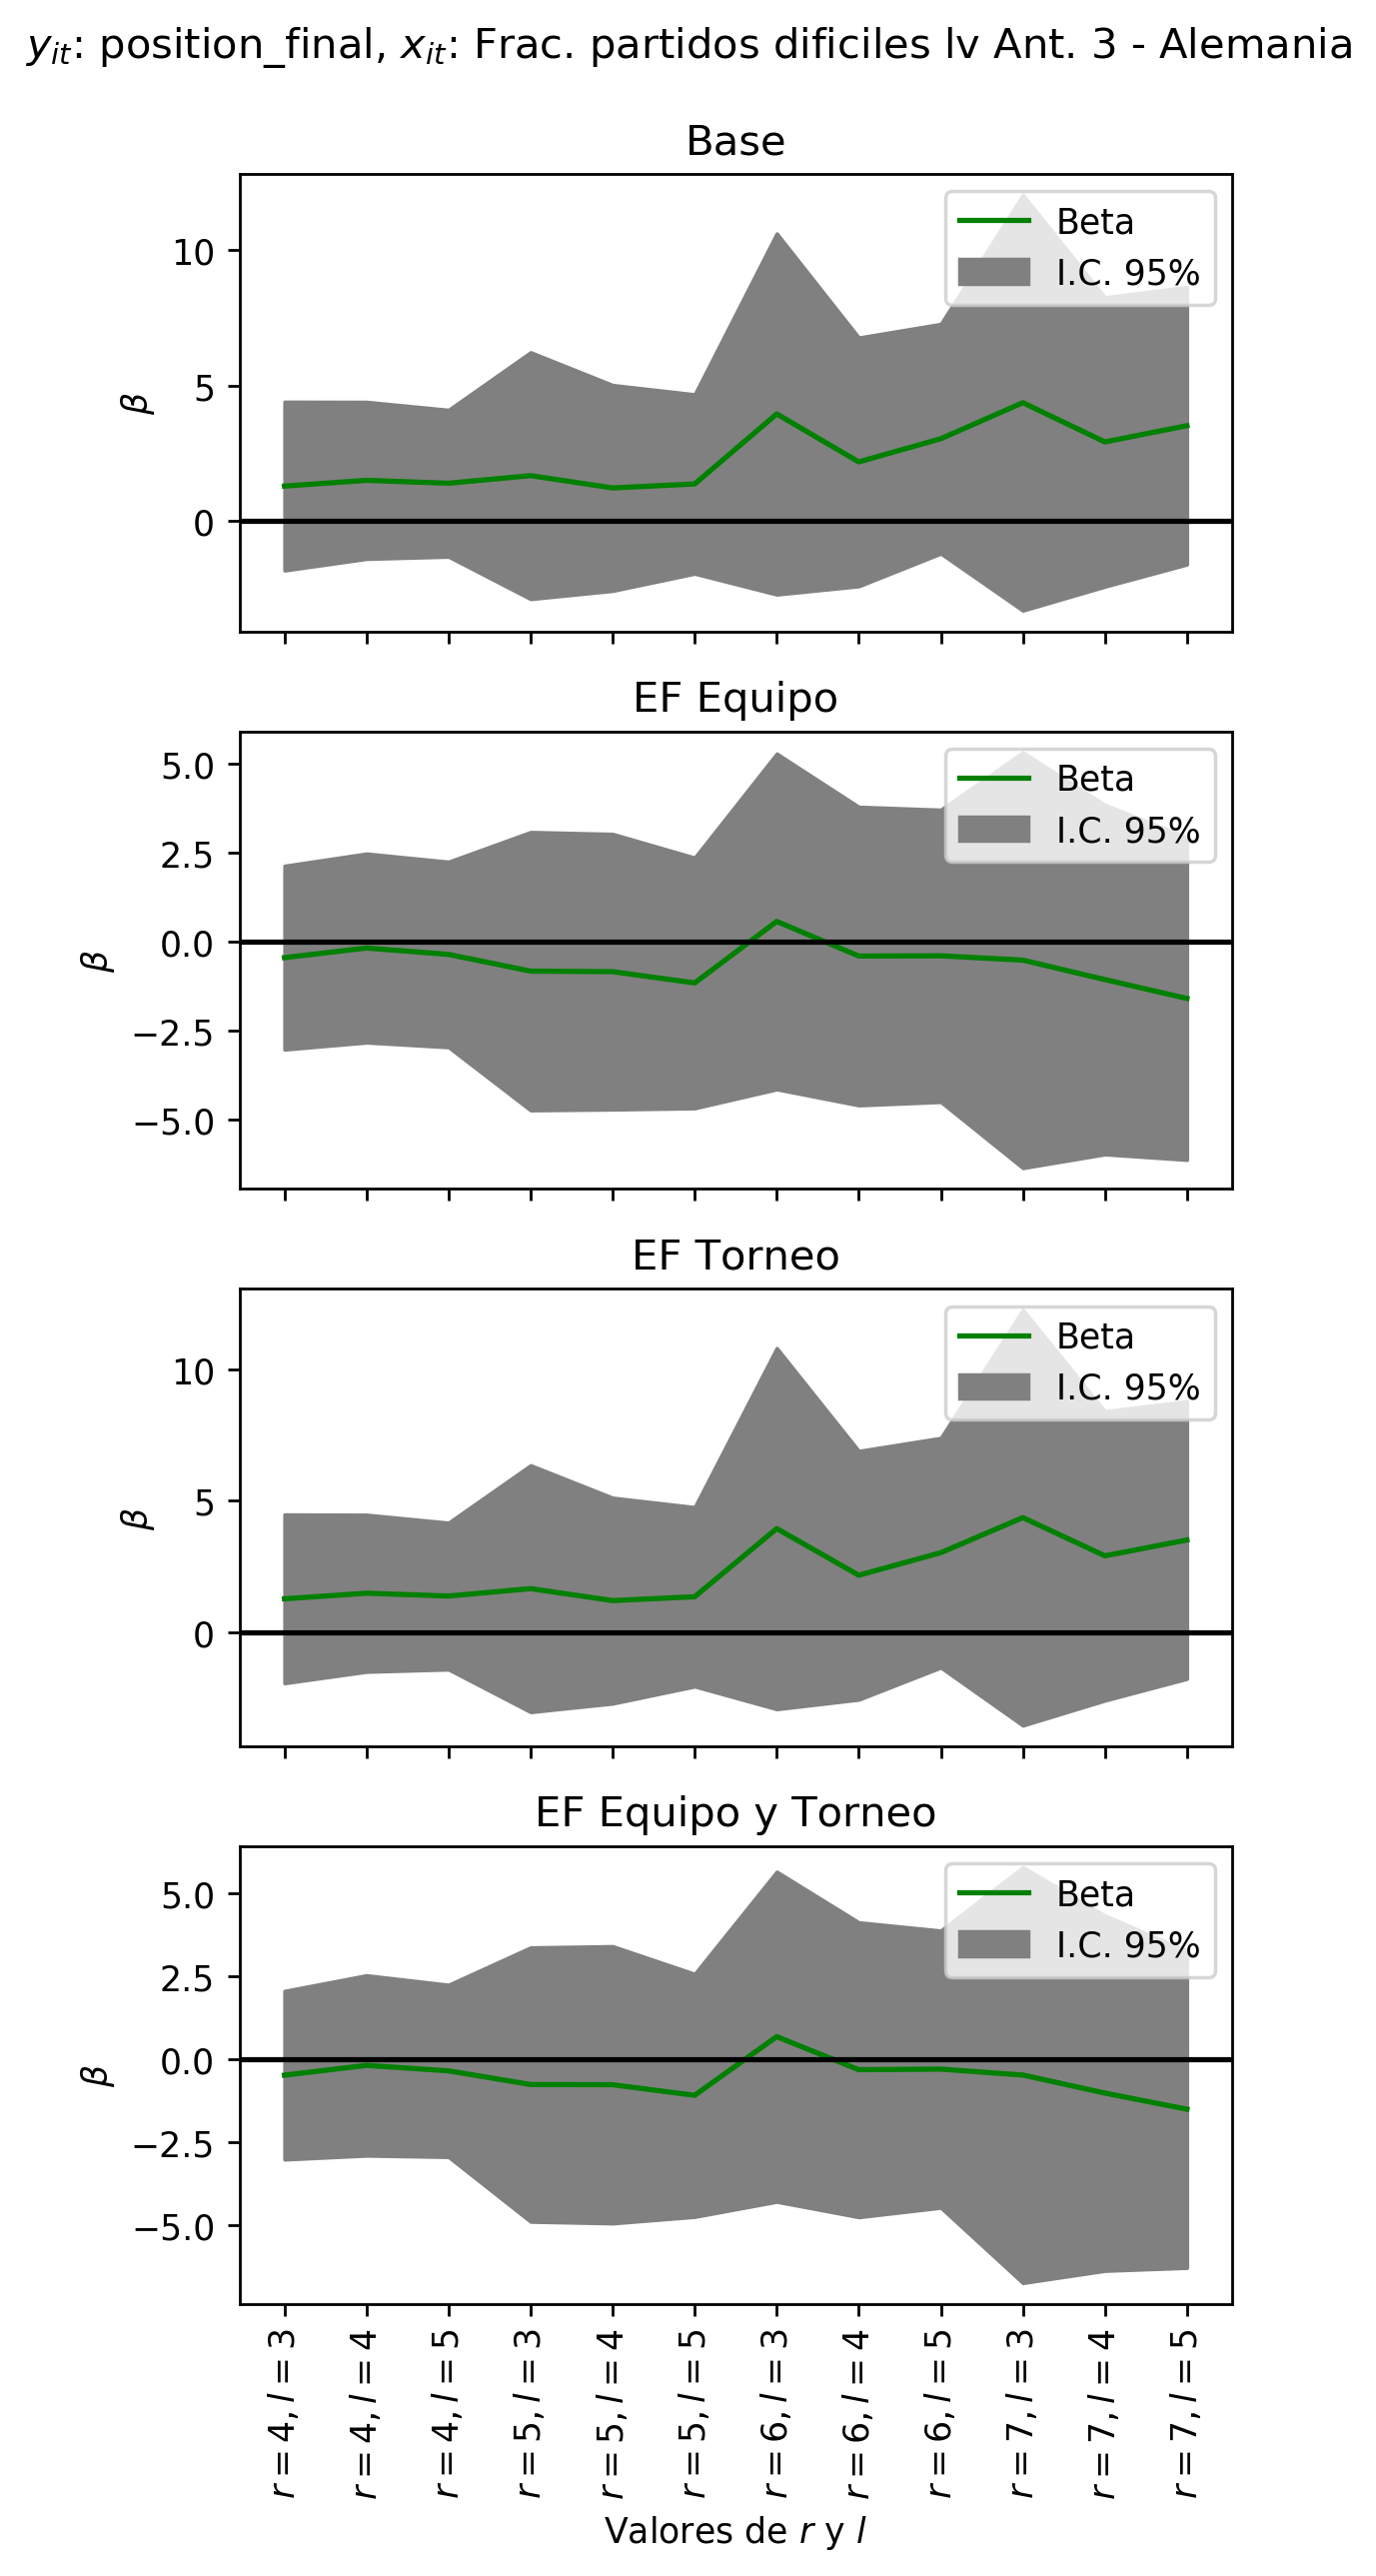 y_it: position_final, x_it: Frac. partidos dificiles lv Ant. 3 - Alemania
Base
Beta
I.C. 95%
10
5
0
β
EF Equipo
Beta
I.C. 95%
5.0
2.5
0.0
−2.5
−5.0
β
EF Torneo
Beta
I.C. 95%
10
5
0
β
EF Equipo y Torneo
Beta
I.C. 95%
5.0
2.5
0.0
−2.5
−5.0
β
r = 4, l = 3
r = 4, l = 4
r = 4, l = 5
r = 5, l = 3
r = 5, l = 4
r = 5, l = 5
r = 6, l = 3
r = 6, l = 4
r = 6, l = 5
r = 7, l = 3
r = 7, l = 4
r = 7, l = 5
Valores de r y l